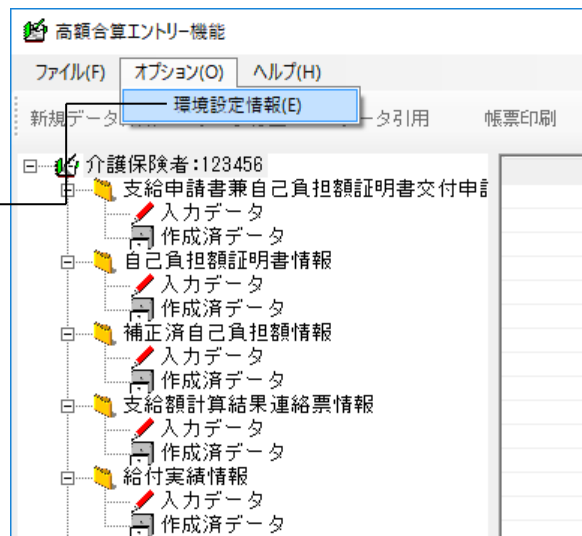 高額合算エントリー機能
ファイル(F) オプション(O) ヘルプ(H)
環境設定情報(E)
新規データ ータ引用 帳票印刷
介護保険者:123456
支給申請書兼自己負担額証明書交付申請
入力データ
作成済データ
自己負担額証明書情報
入力データ
作成済データ
補正済自己負担額情報
入力データ
作成済データ
支給額計算結果連絡票情報
入力データ
作成済データ
給付実績情報
入力データ
作成済データ